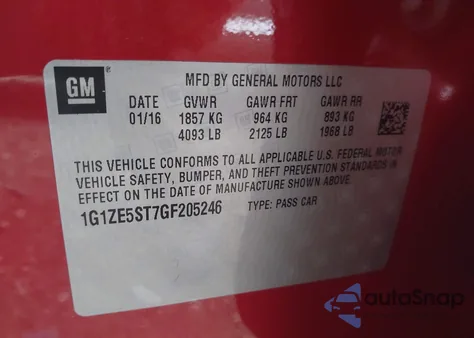 GM
MFD BY GENERAL MOTORS LLC
DATE GVWR GAWR FRT GAWR RR
01/16 1857 KG 964 KG 893 KG
4093 LB 2125 LB 1968 LB
THIS VEHICLE CONFORMS TO ALL APPLICABLE U.S. FEDERAL MOTOR
VEHICLE SAFETY, BUMPER, AND THEFT PREVENTION STANDARDS IN
EFFECT ON THE DATE OF MANUFACTURE SHOWN ABOVE.
1G1ZE5ST7GF205246 TYPE: PASS CAR
autoSnap